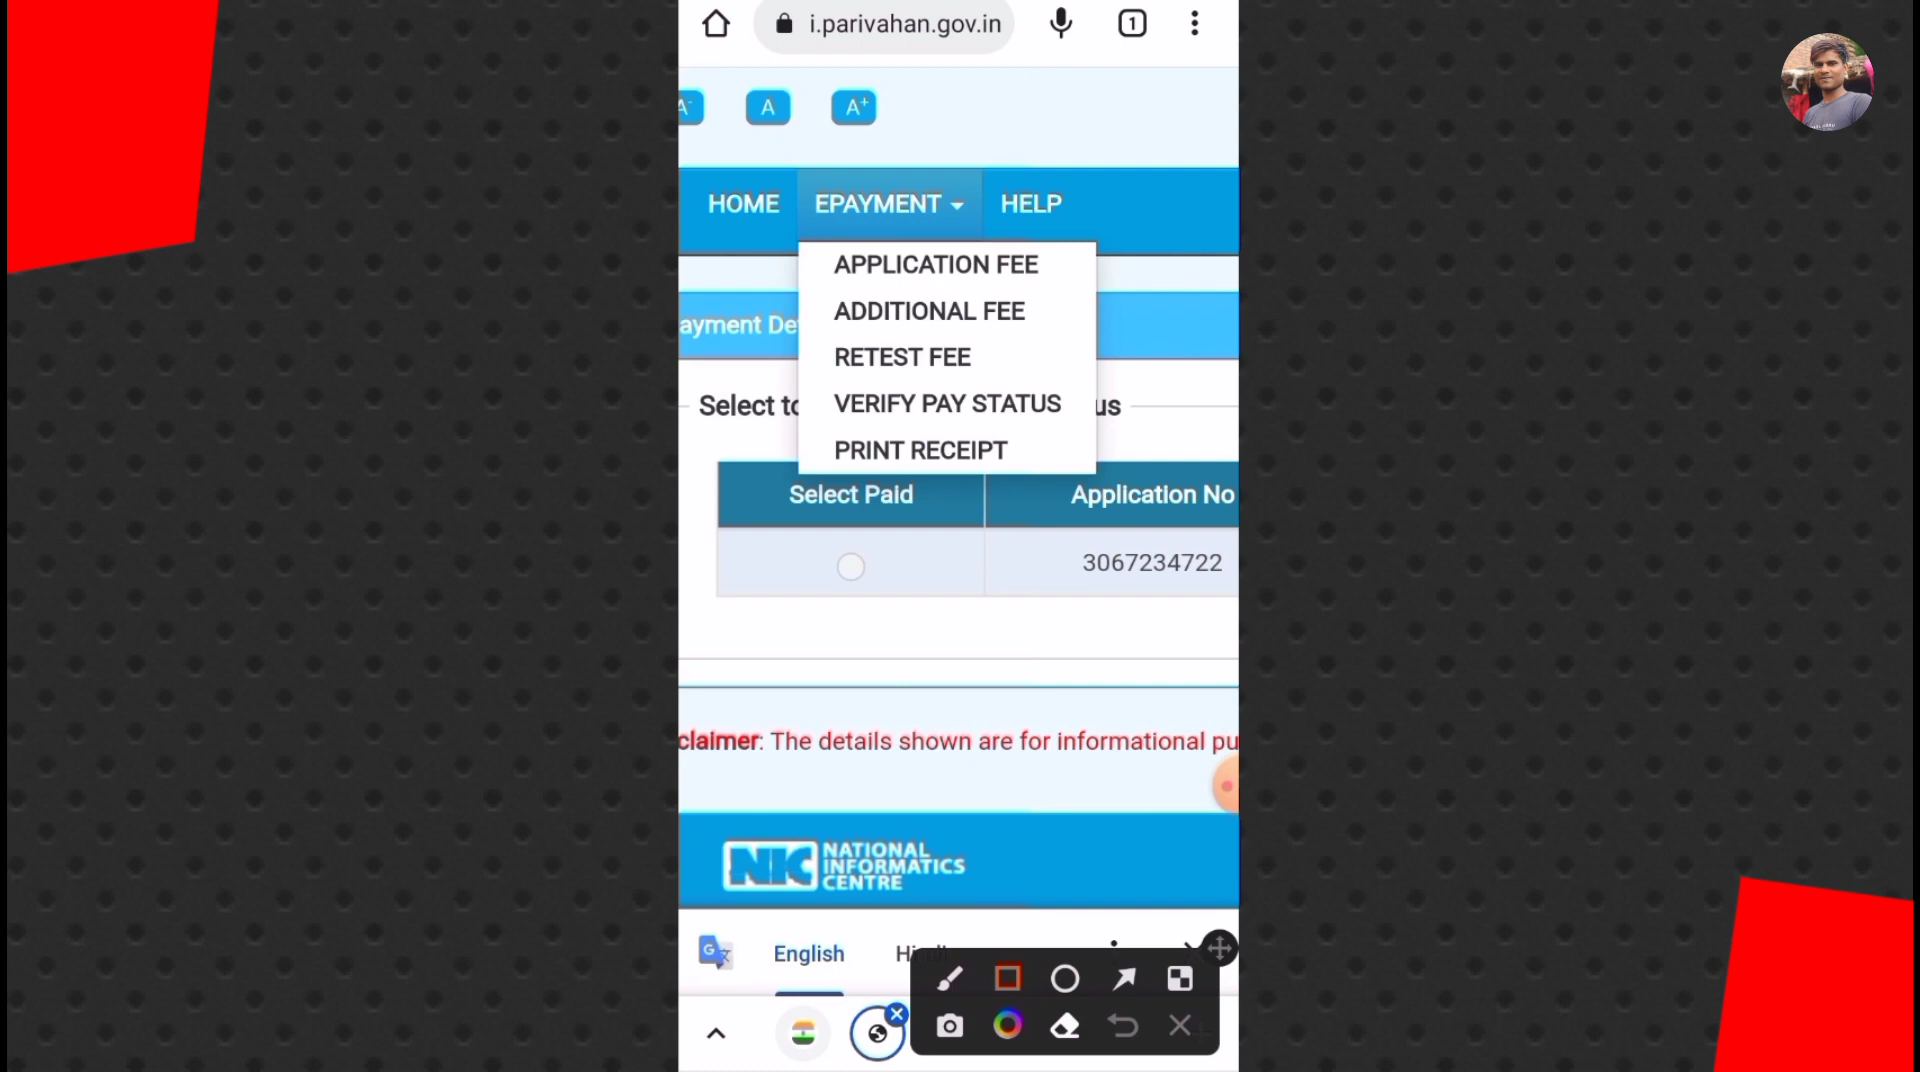 i.parivahan.gov.in
1
A-
A
A+
HOME
EPAYMENT
HELP
APPLICATION FEE
ADDITIONAL FEE
RETEST FEE
VERIFY PAY STATUS
PRINT RECEIPT
ayment De
Select to
us
Select Paid
Application No
3067234722
claimer: The details shown are for informational pu
NIC
NATIONAL
INFORMATICS
CENTRE
G
English
Hindi